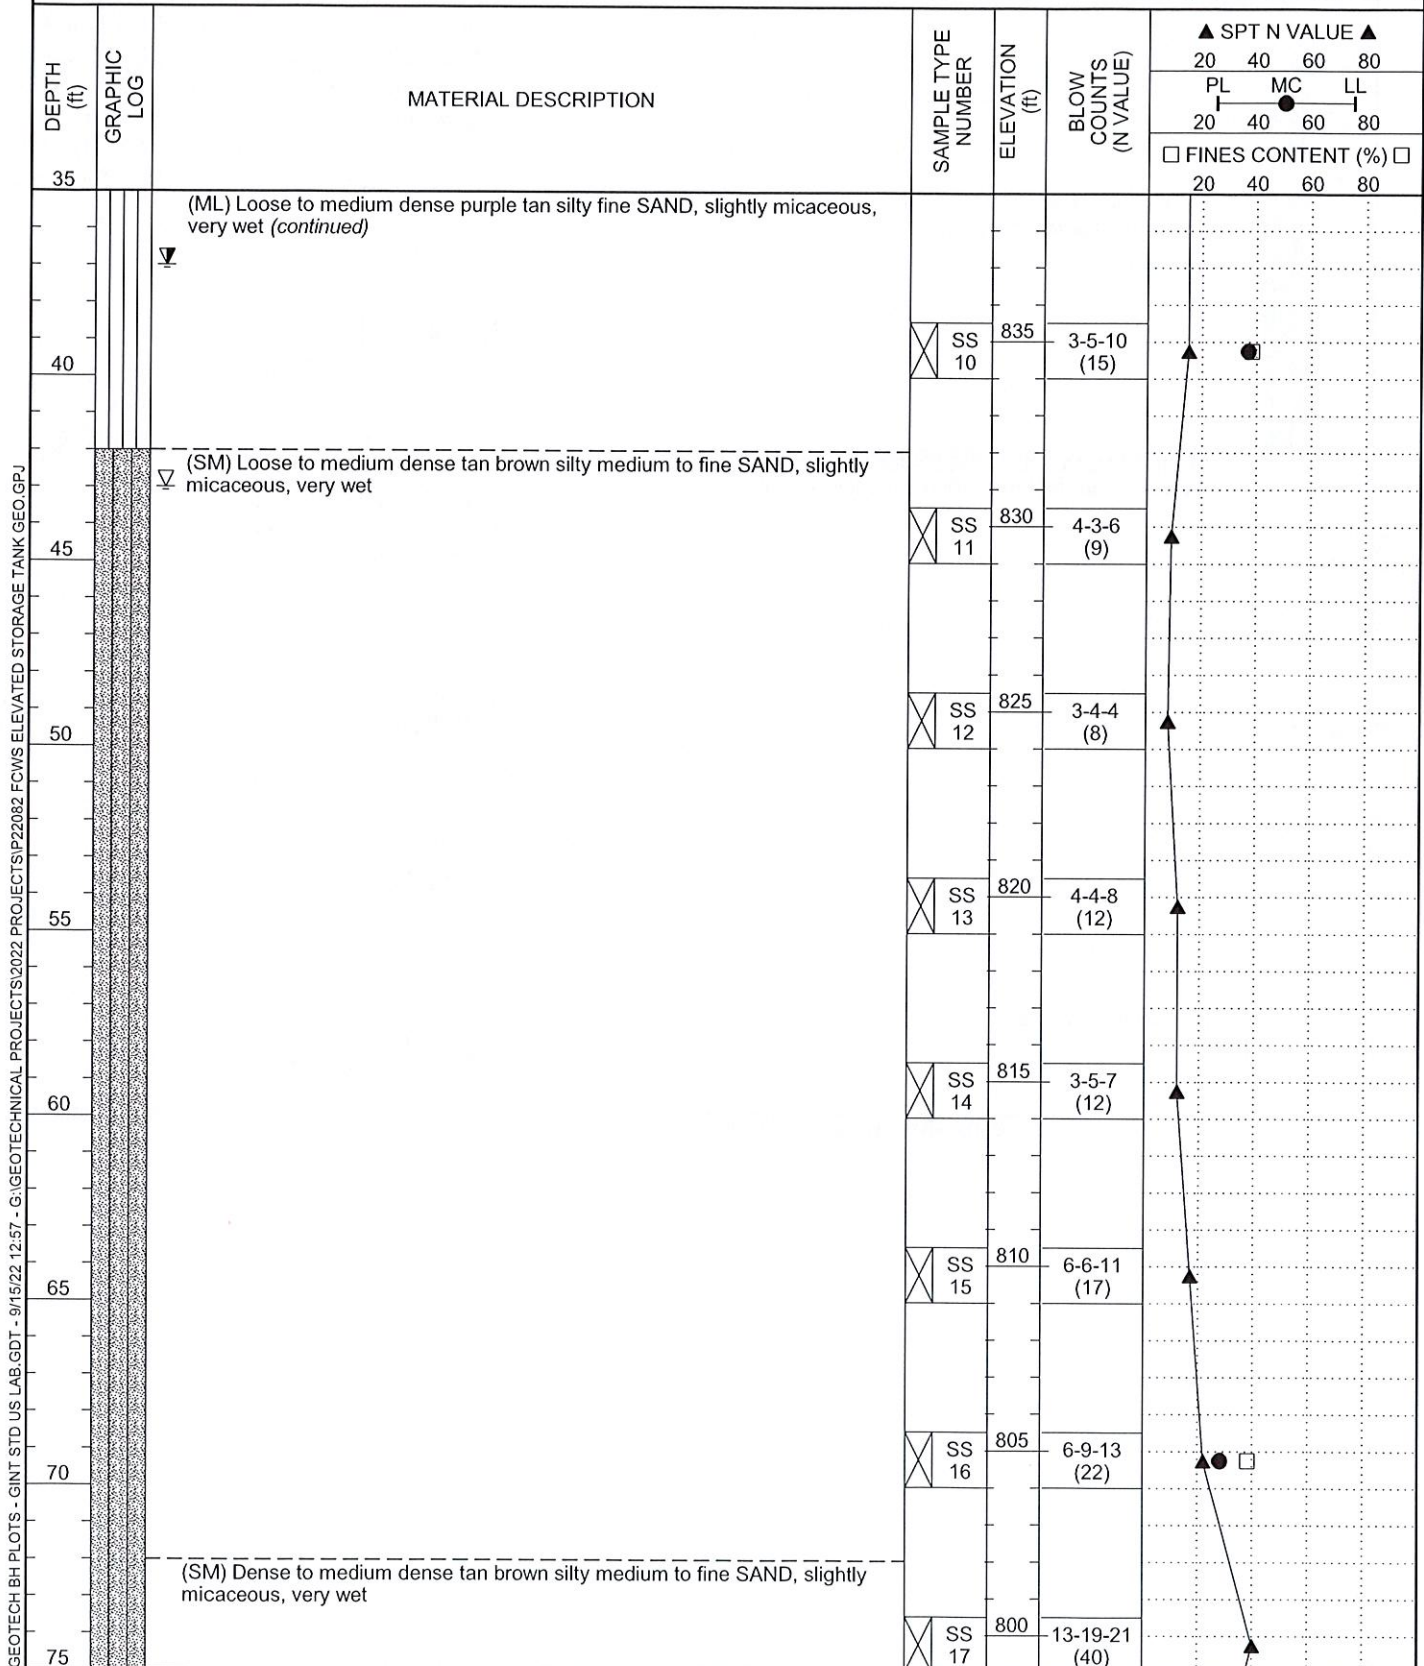 DEPTH (ft)
GRAPHIC LOG
MATERIAL DESCRIPTION
SAMPLE TYPE NUMBER
ELEVATION (ft)
BLOW COUNTS (N VALUE)
▲ SPT N VALUE ▲
20 40 60 80
PL MC LL
20 40 60 80
□ FINES CONTENT (%) □
20 40 60 80
35
(ML) Loose to medium dense purple tan silty fine SAND, slightly micaceous,
very wet (continued)
835
SS 3-5-10
10 (15)
40
(SM) Loose to medium dense tan brown silty medium to fine SAND, slightly
micaceous, very wet
830
SS 4-3-6
11 (9)
45
825
SS 3-4-4
12 (8)
50
820
SS 4-4-8
13 (12)
55
815
SS 3-5-7
14 (12)
60
810
SS 6-6-11
15 (17)
65
805
SS 6-9-13
16 (22)
70
(SM) Dense to medium dense tan brown silty medium to fine SAND, slightly
micaceous, very wet
800
SS 13-19-21
17 (40)
75
GEOTECH BH PLOTS - GINT STD US LAB.GDT - 9/15/22 12:57 - G:\GEOTECHNICAL PROJECTS\2022 PROJECTS\P22082 FCWS ELEVATED STORAGE TANK GEO.GPJ